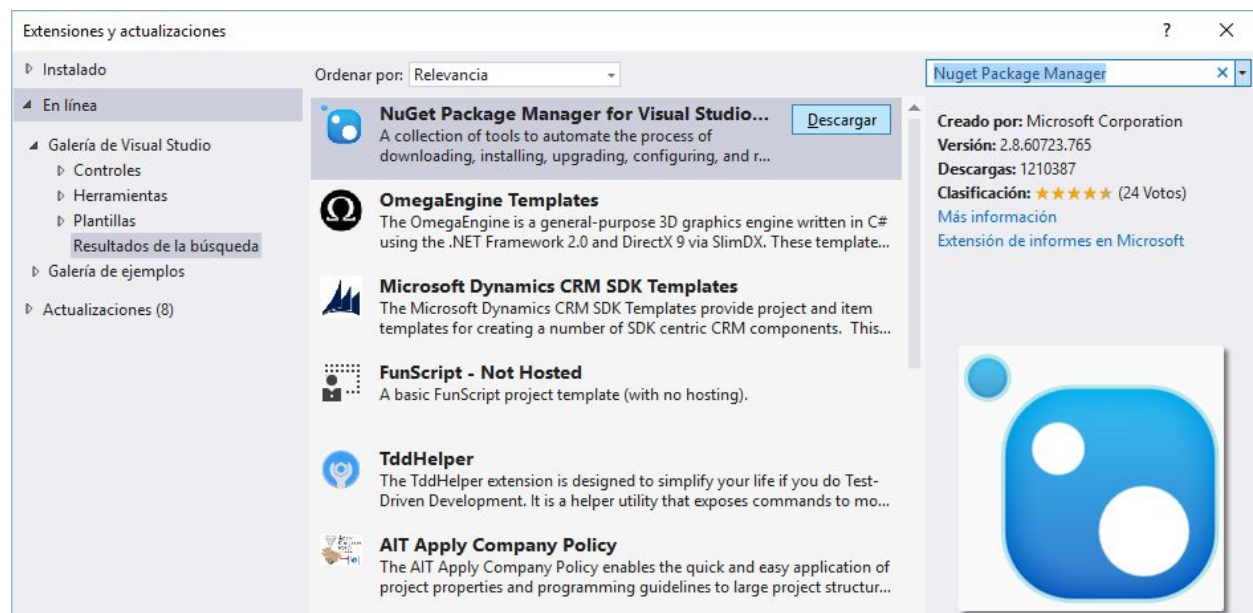 Extensiones y actualizaciones
Instalado
En línea
Galería de Visual Studio
Controles
Herramientas
Plantillas
Resultados de la búsqueda
Galería de ejemplos
Actualizaciones (8)
Ordenar por: Relevancia
NuGet Package Manager for Visual Studio...
A collection of tools to automate the process of
downloading, installing, upgrading, configuring, and r...
Descargar
OmegaEngine Templates
The OmegaEngine is a general-purpose 3D graphics engine written in C#
using the .NET Framework 2.0 and DirectX 9 via SlimDX. These template...
Microsoft Dynamics CRM SDK Templates
The Microsoft Dynamics CRM SDK Templates provide project and item
templates for creating a number of SDK centric CRM components. This...
FunScript - Not Hosted
A basic FunScript project template (with no hosting).
TddHelper
The TddHelper extension is designed to simplify your life if you do Test-
Driven Development. It is a helper utility that exposes commands to mo...
AIT Apply Company Policy
The AIT Apply Company Policy enables the quick and easy application of
project properties and programming guidelines to large project structur...
Nuget Package Manager
Creado por: Microsoft Corporation
Versión: 2.8.60723.765
Descargas: 1210387
Clasificación: ★★★★★ (24 Votos)
Más información
Extensión de informes en Microsoft